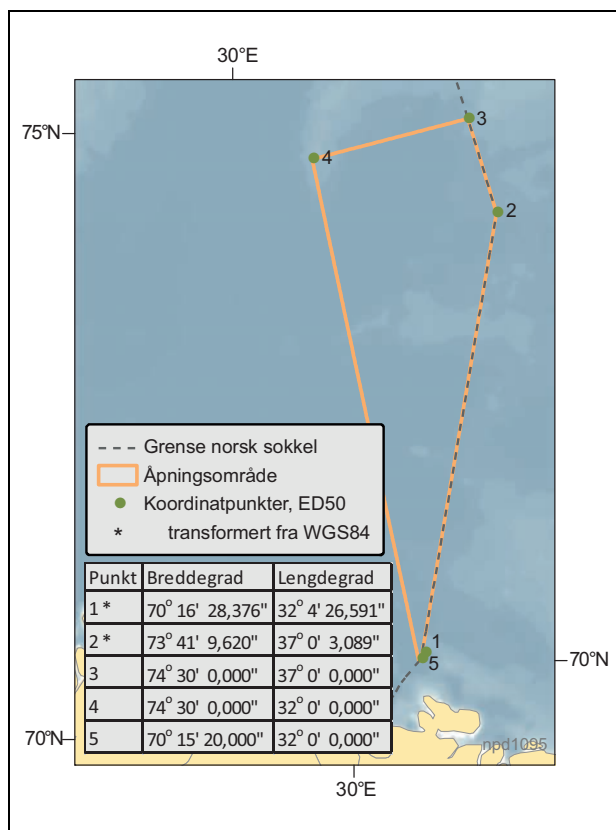 30°E
75°N
3
4
2
Grense norsk sokkel
Åpningsområde
Koordinatpunkter, ED50
* transformert fra WGS84
Punkt Breddegrad Lengdegrad
1 * 70° 16' 28,376" 32° 4' 26,591"
2 * 73° 41' 9,620" 37° 0' 3,089"
3 74° 30' 0,000" 37° 0' 0,000"
4 74° 30' 0,000" 32° 0' 0,000"
5 70° 15' 20,000" 32° 0' 0,000"
1
5
70°N
70°N
npd1095
30°E